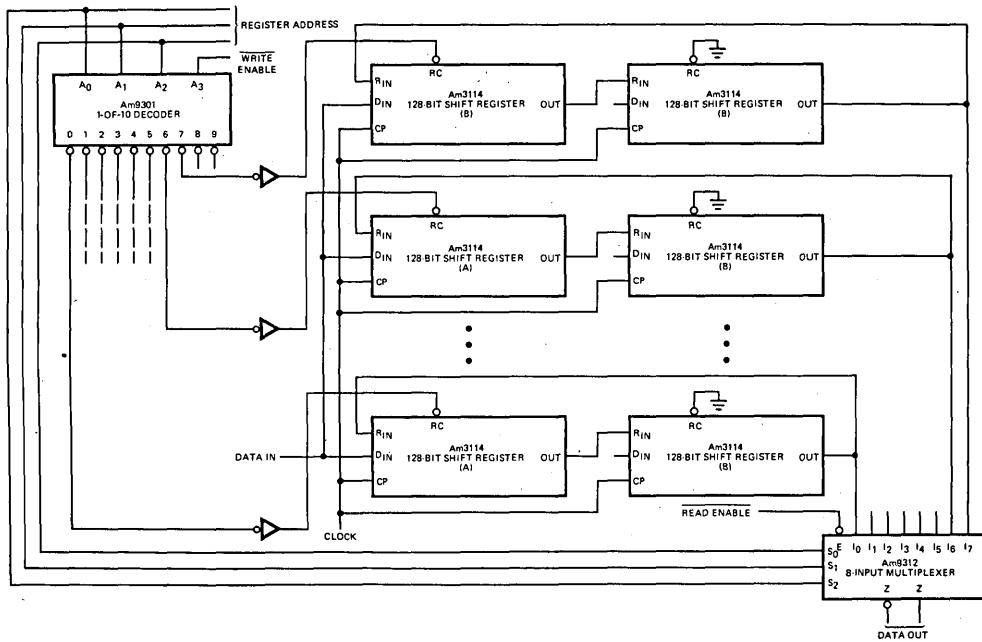 REGISTER ADDRESS
WRITE ENABLE
A0 A1 A2 A3
Am9301
1-OF-10 DECODER
0 1 2 3 4 5 6 7 8 9
RC
RIN
DIN
CP
Am3114
128-BIT SHIFT REGISTER
(B)
OUT
RC
RIN
DIN
CP
Am3114
128-BIT SHIFT REGISTER
(B)
OUT
RC
RIN
DIN
CP
Am3114
128-BIT SHIFT REGISTER
(A)
OUT
RC
RIN
DIN
CP
Am3114
128-BIT SHIFT REGISTER
(B)
OUT
DATA IN
RC
RIN
DIN
CP
Am3114
128-BIT SHIFT REGISTER
(A)
OUT
RC
RIN
DIN
CP
Am3114
128-BIT SHIFT REGISTER
(B)
OUT
CLOCK
READ ENABLE
E I0 I1 I2 I3 I4 I5 I6 I7
S0
S1
S2
Am9312
8-INPUT MULTIPLEXER
Z Z
DATA OUT